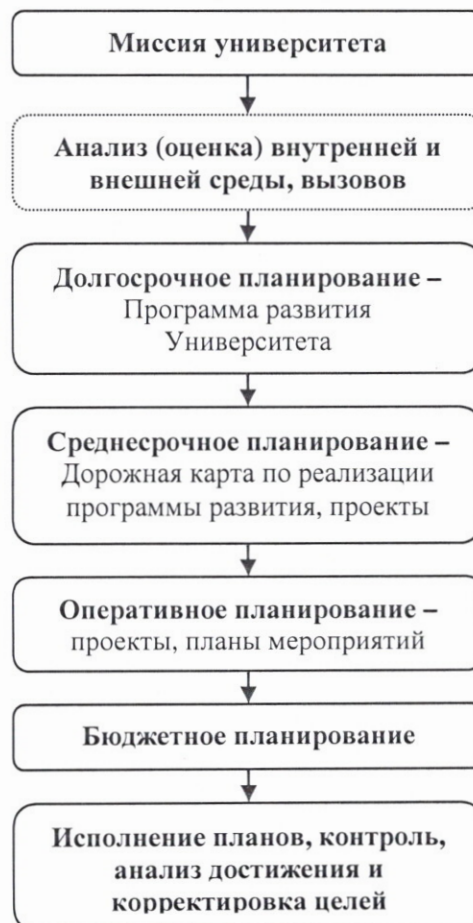 Миссия университета
Анализ (оценка) внутренней и
внешней среды, вызовов
Долгосрочное планирование –
Программа развития
Университета
Среднесрочное планирование –
Дорожная карта по реализации
программы развития, проекты
Оперативное планирование –
проекты, планы мероприятий
Бюджетное планирование
Исполнение планов, контроль,
анализ достижения и
корректировка целей